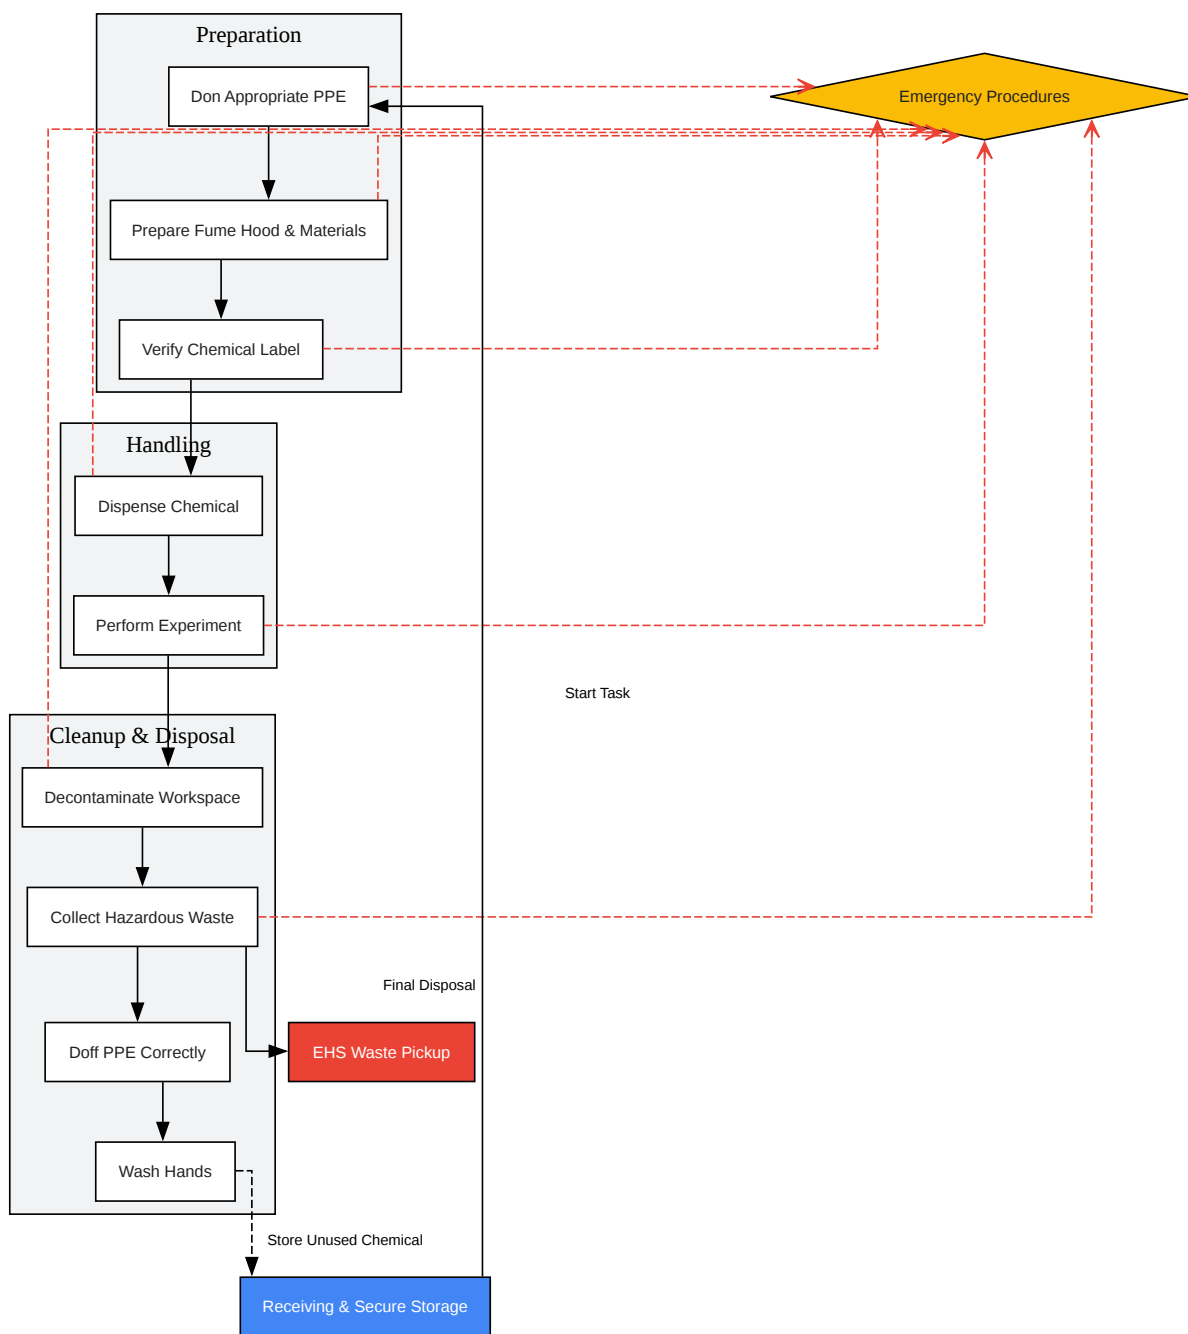 Preparation
Don Appropriate PPE
Emergency Procedures
Prepare Fume Hood & Materials
Verify Chemical Label
Handling
Dispense Chemical
Perform Experiment
Start Task
Cleanup & Disposal
Decontaminate Workspace
Collect Hazardous Waste
Final Disposal
Doff PPE Correctly
EHS Waste Pickup
Wash Hands
Store Unused Chemical
Receiving & Secure Storage